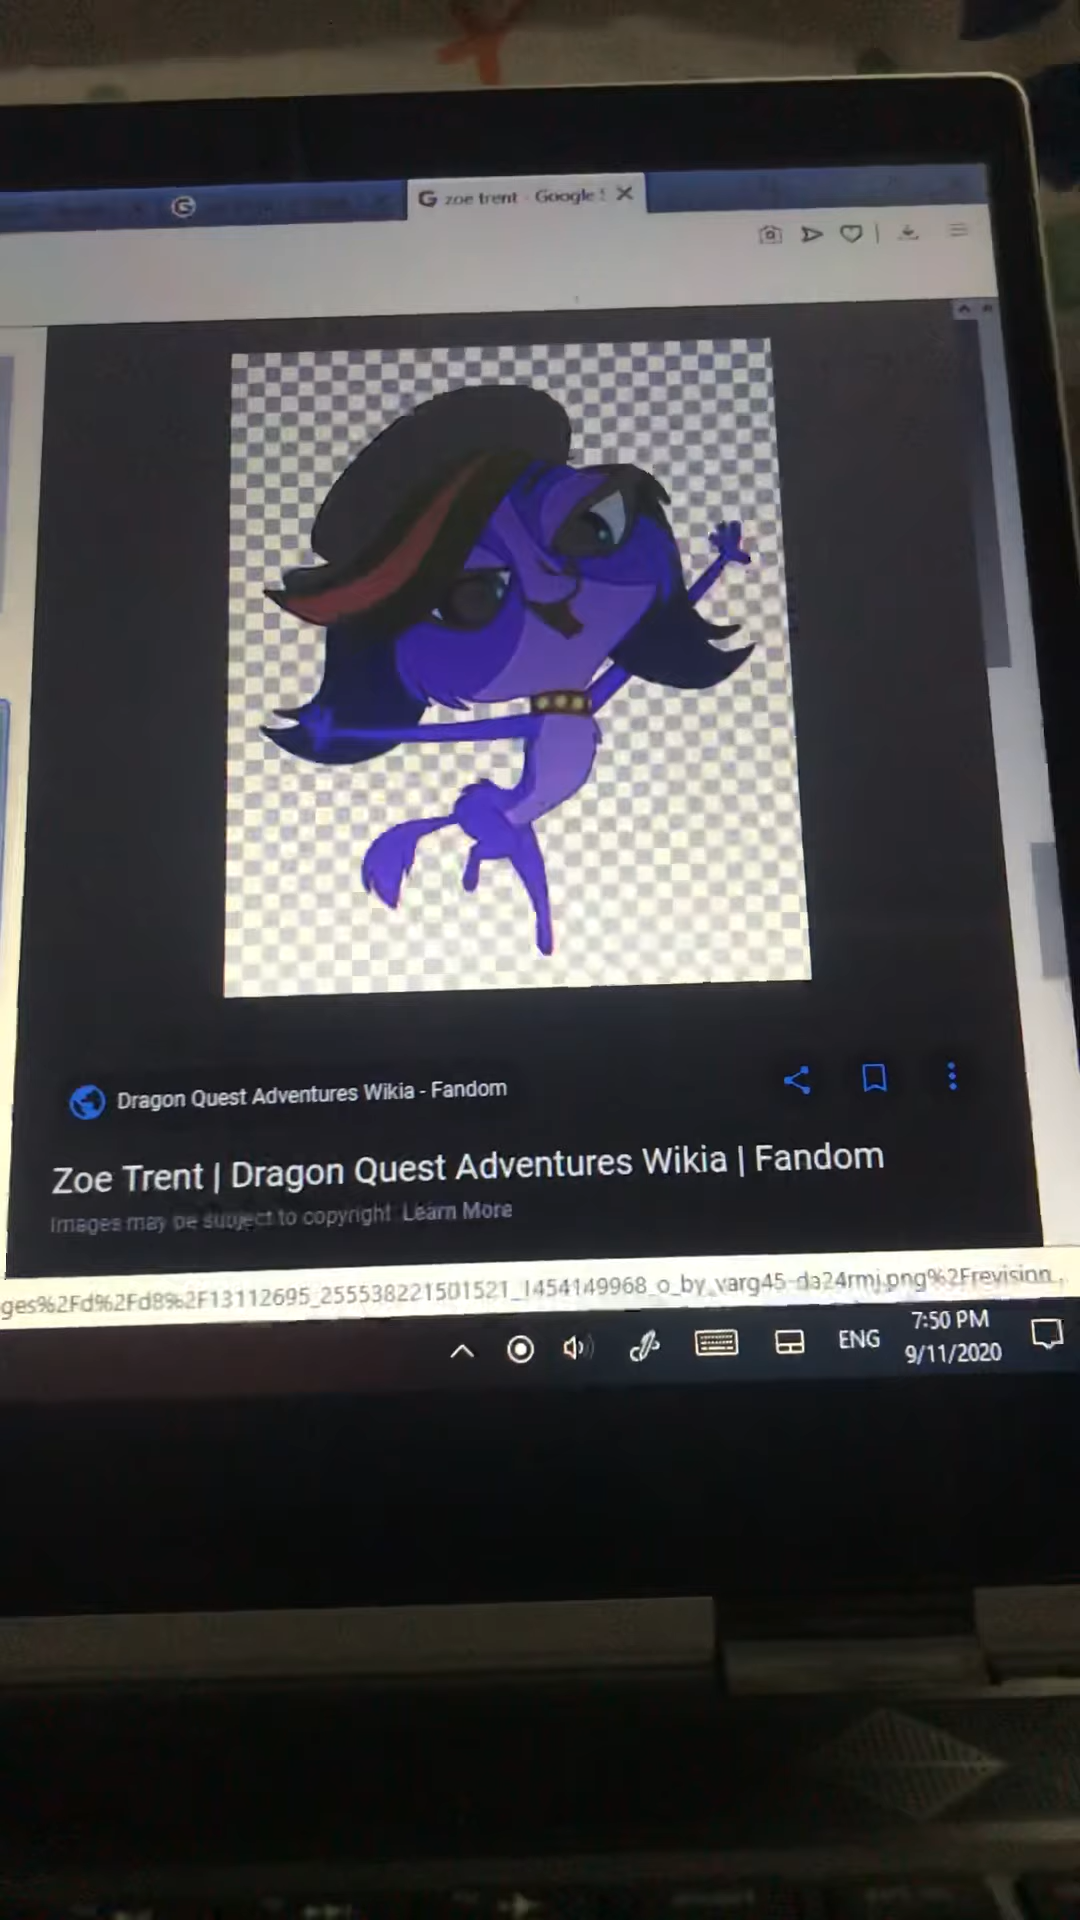 zoe trent - Google S
Dragon Quest Adventures Wikia - Fandom
Zoe Trent | Dragon Quest Adventures Wikia | Fandom
Images may be subject to copyright. Learn More
ges%2Fd%2Fd8%2F13112695_255538221501521_1454149968_o_by_varg45-da24rmj.png%2Frevision
ENG
7:50 PM
9/11/2020